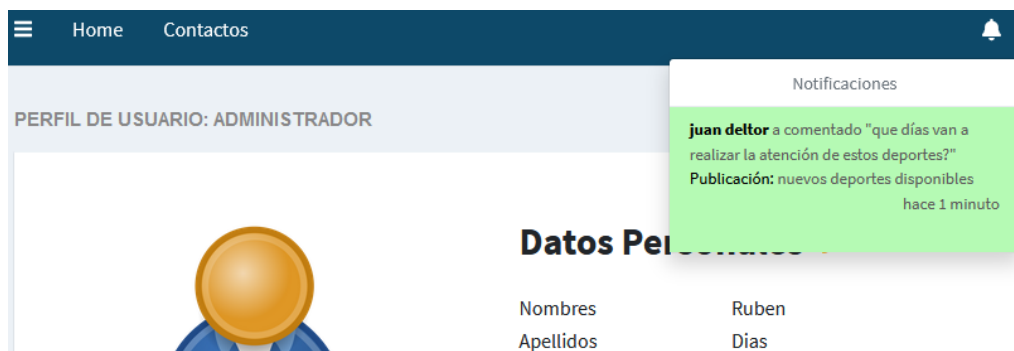 Home Contactos
Notificaciones
PERFIL DE USUARIO: ADMINISTRADOR
juan deltor a comentado "que días van a
realizar la atención de estos deportes?"
Publicación: nuevos deportes disponibles
hace 1 minuto
Datos
Nombres Ruben
Apellidos Dias